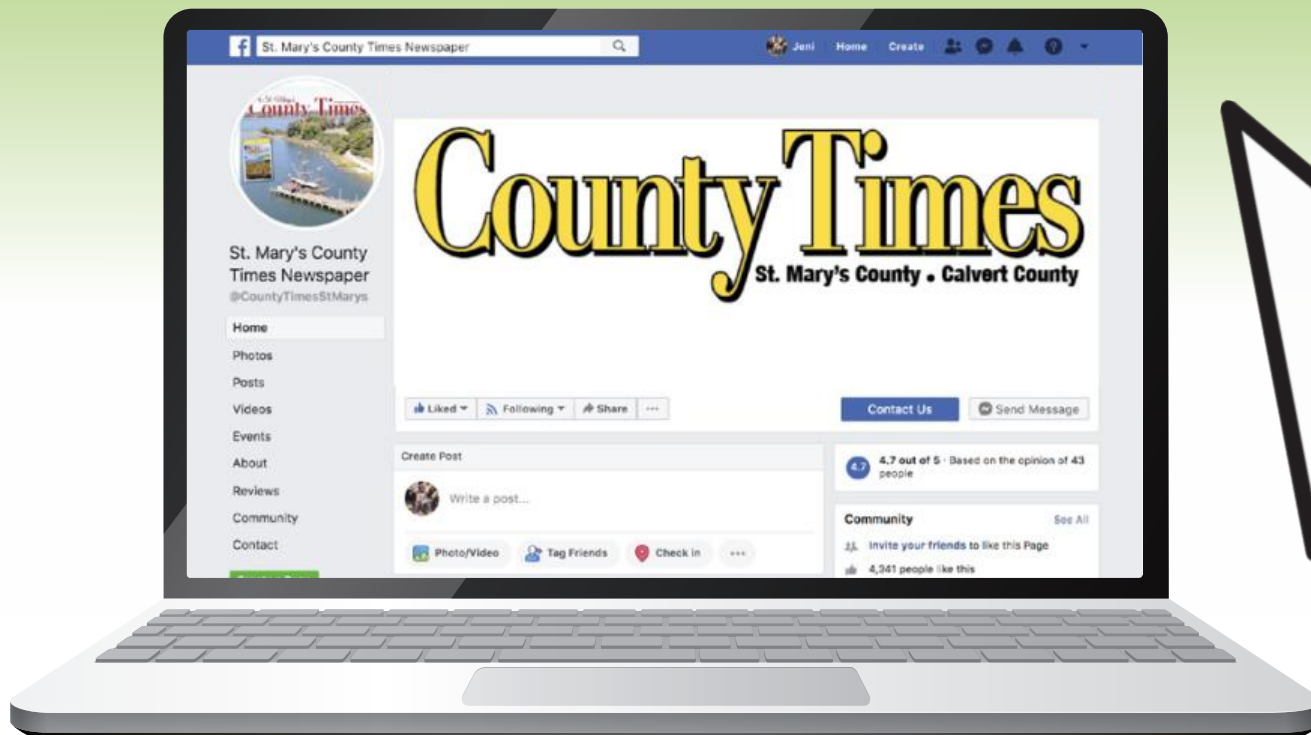 f St. Mary's County Times Newspaper
Jeni Home Create
County Times
St. Mary's County
Times Newspaper
@CountyTimesStMarys
Home
Photos
Posts
Videos
Events
About
Reviews
Community
Contact
County Times
St. Mary's County • Calvert County
Liked Following Share ...
Contact Us Send Message
Create Post
Write a post...
Photo/Video Tag Friends Check in ...
4.7 4.7 out of 5 · Based on the opinion of 43
people
Community See All
Invite your friends to like this Page
4,341 people like this